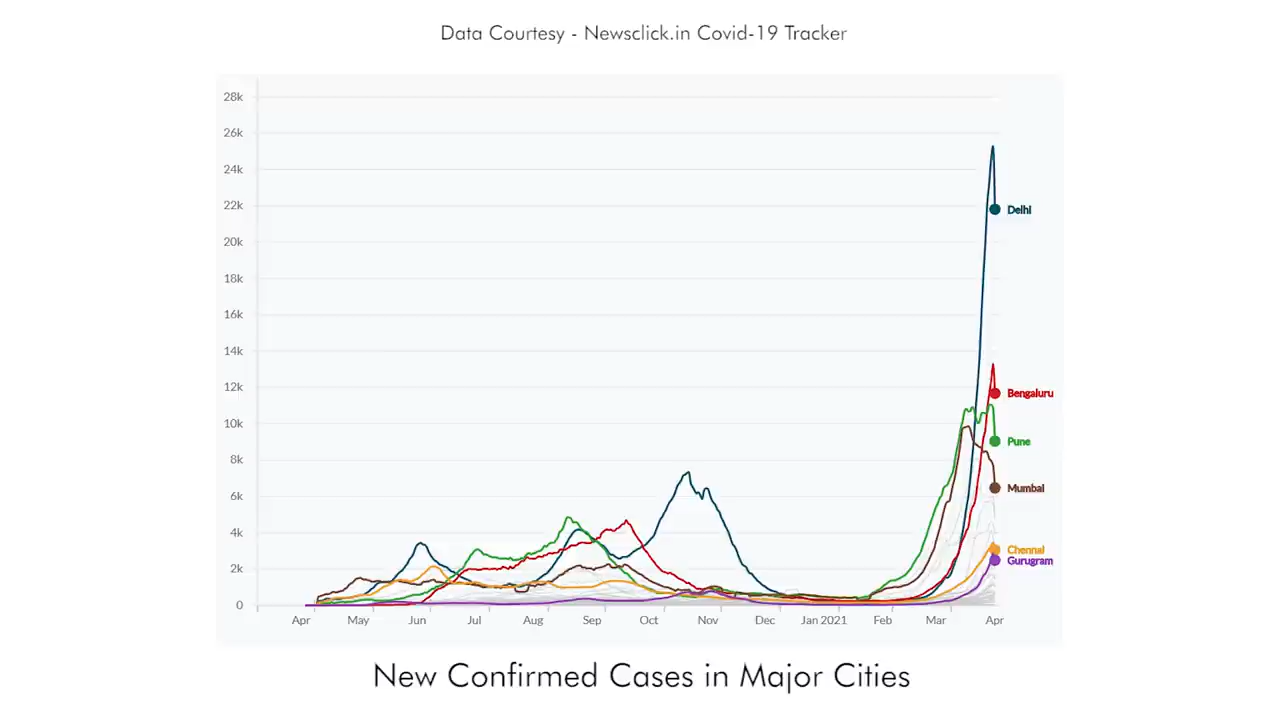 Data Courtesy - Newsclick.in Covid-19 Tracker
28k
26k
24k
22k
20k
18k
16k
14k
12k
10k
8k
6k
4k
2k
0
Delhi
Bengaluru
Pune
Mumbai
Chennai
Gurugram
Apr May Jun Jul Aug Sep Oct Nov Dec Jan 2021 Feb Mar Apr
New Confirmed Cases in Major Cities